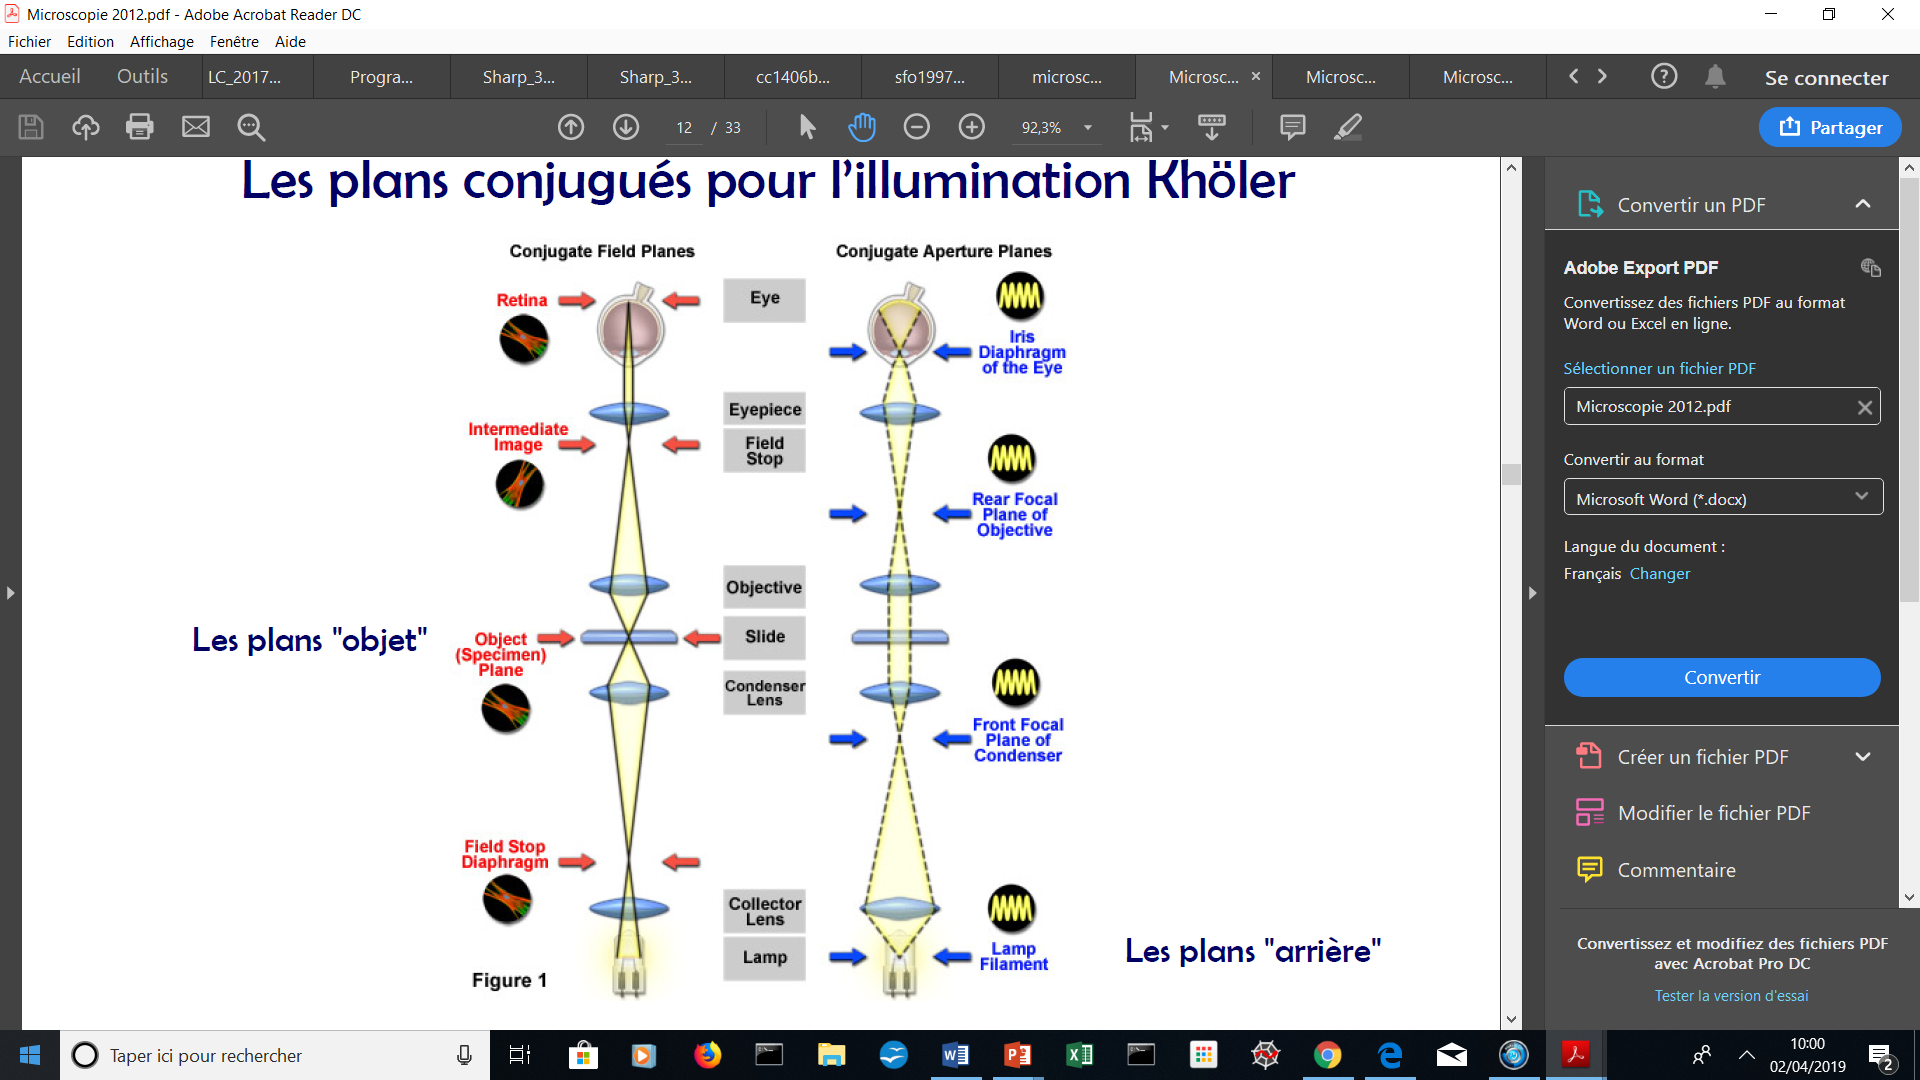 Microscopie 2012.pdf - Adobe Acrobat Reader DC
Fichier Edition Affichage Fenêtre Aide
Accueil Outils LC_2017... Progra... Sharp_3... Sharp_3... cc1406b... sfo1997... microsc... Microsc... Microsc... Microsc... Se connecter
12 / 33 92,3% Partager
Les plans conjugués pour l'illumination Khöler
Conjugate Field Planes
Conjugate Aperture Planes
Retina
Eye
Iris
Diaphragm
of the Eye
Eyepiece
Intermediate
Image
Field
Stop
Rear Focal
Plane of
Objective
Objective
Les plans "objet"
Object
(Specimen)
Plane
Slide
Condenser
Lens
Front Focal
Plane of
Condenser
Field Stop
Diaphragm
Collector
Lens
Lamp
Lamp
Filament
Les plans "arrière"
Figure 1
Convertir un PDF
Adobe Export PDF
Convertissez des fichiers PDF au format
Word ou Excel en ligne.
Sélectionner un fichier PDF
Microscopie 2012.pdf
Convertir au format
Microsoft Word (*.docx)
Langue du document :
Français Changer
Convertir
Créer un fichier PDF
Modifier le fichier PDF
Commentaire
Convertissez et modifiez des fichiers PDF
avec Acrobat Pro DC
Tester la version d'essai
Taper ici pour rechercher
10:00
02/04/2019
2